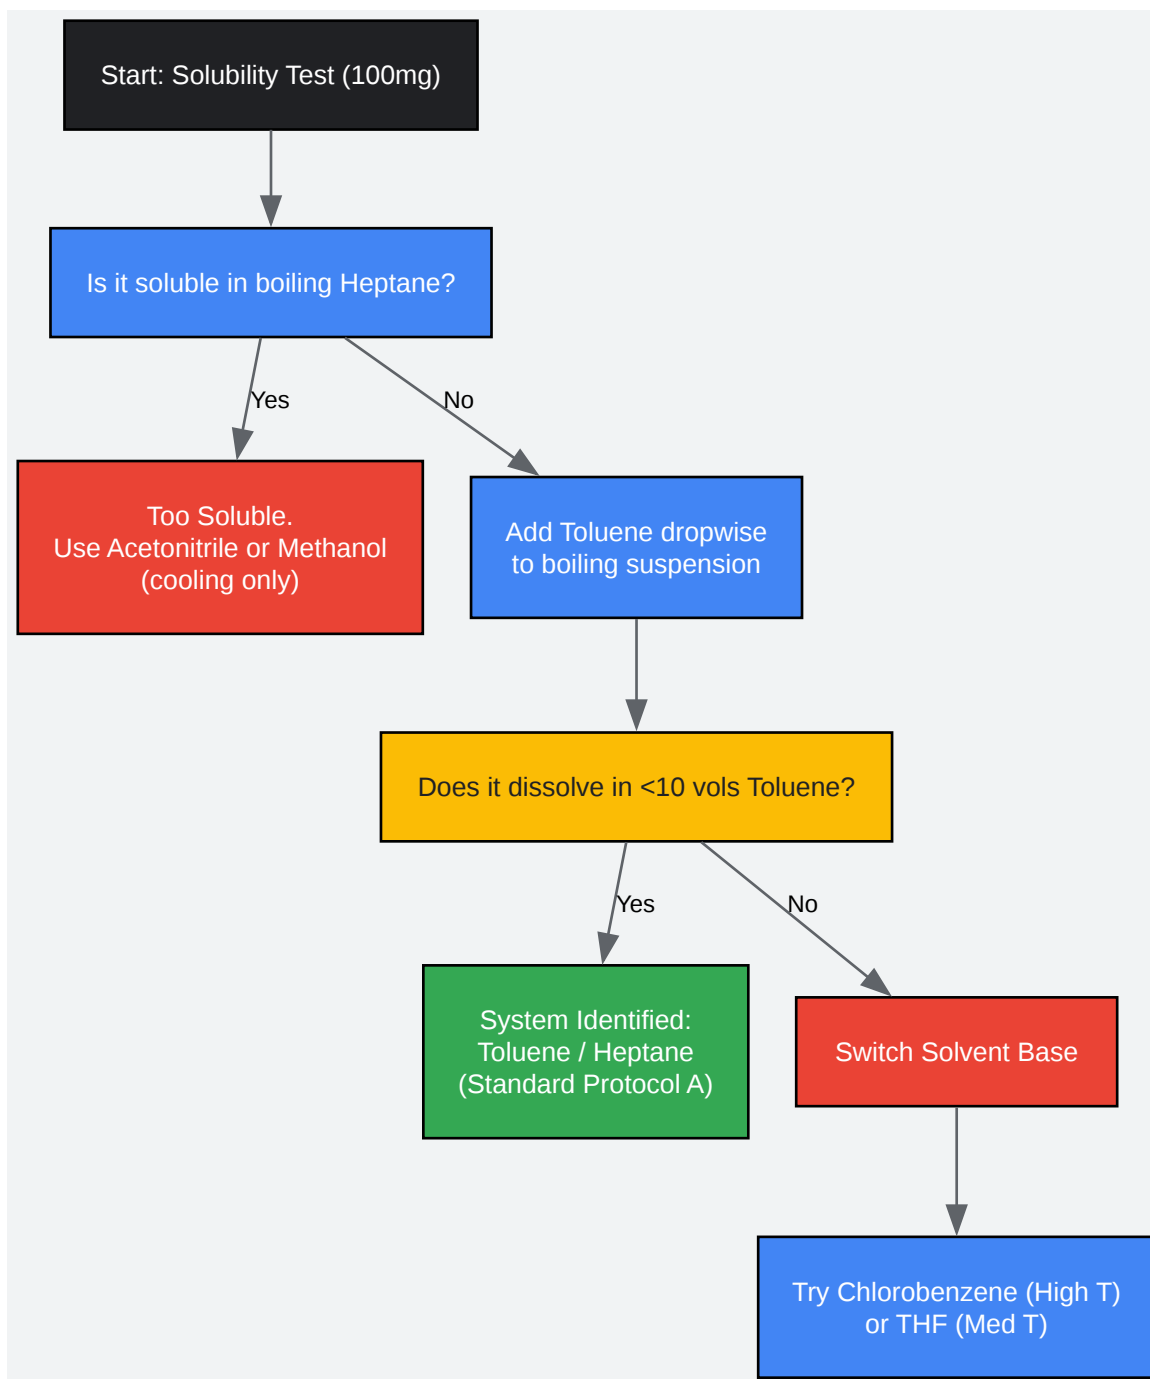 Start: Solubility Test (100mg)
Is it soluble in boiling Heptane?
Yes
No
Too Soluble.
Use Acetonitrile or Methanol
(cooling only)
Add Toluene dropwise
to boiling suspension
Does it dissolve in <10 vols Toluene?
Yes
No
System Identified:
Toluene / Heptane
(Standard Protocol A)
Switch Solvent Base
Try Chlorobenzene (High T)
or THF (Med T)